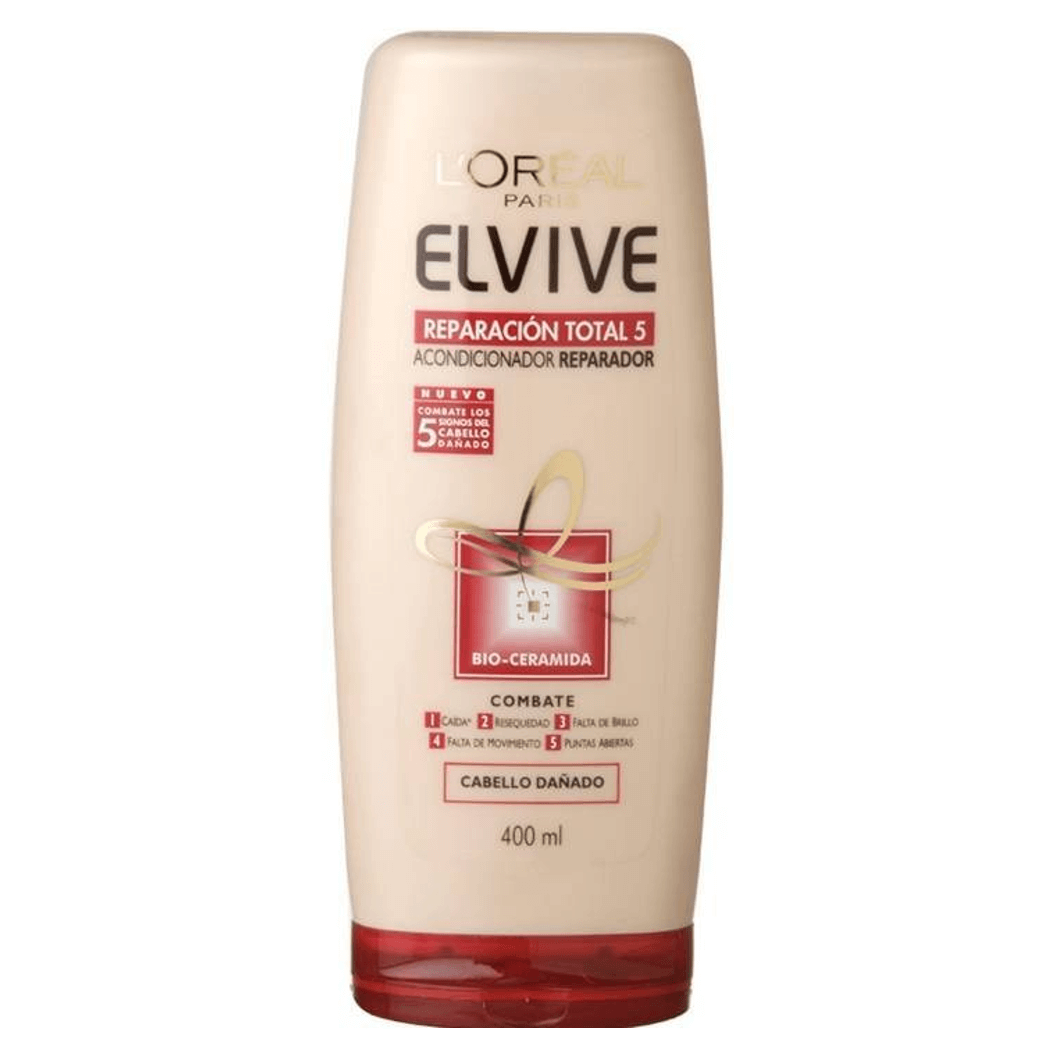 L'ORÉAL
PARIS
ELVIVE
REPARACIÓN TOTAL 5
ACONDICIONADOR REPARADOR
NUEVO
COMBATE LOS
5 SIGNOS DEL
CABELLO
DAÑADO
BIO-CERAMIDA
COMBATE
1 CAÍDA* 2 RESEQUEDAD 3 FALTA DE BRILLO
4 FALTA DE MOVIMIENTO 5 PUNTAS ABIERTAS
CABELLO DAÑADO
400 ml